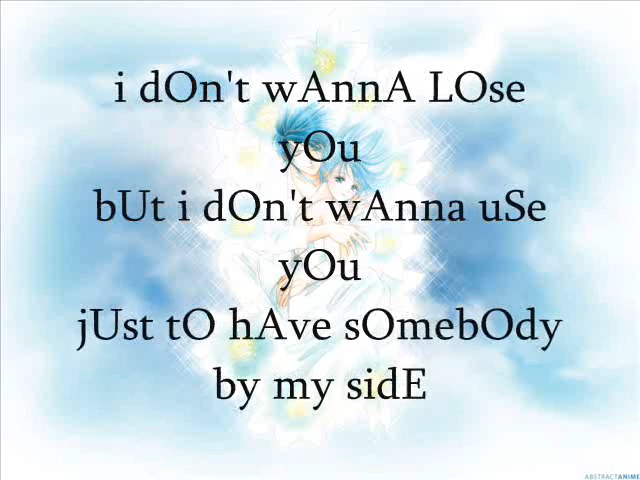 i dOn't wAnnA LOse
yOu
bUt i dOn't wAnna uSe
yOu
jUst tO hAve sOmebOdy
by my sidE
ABSTRACTANIME